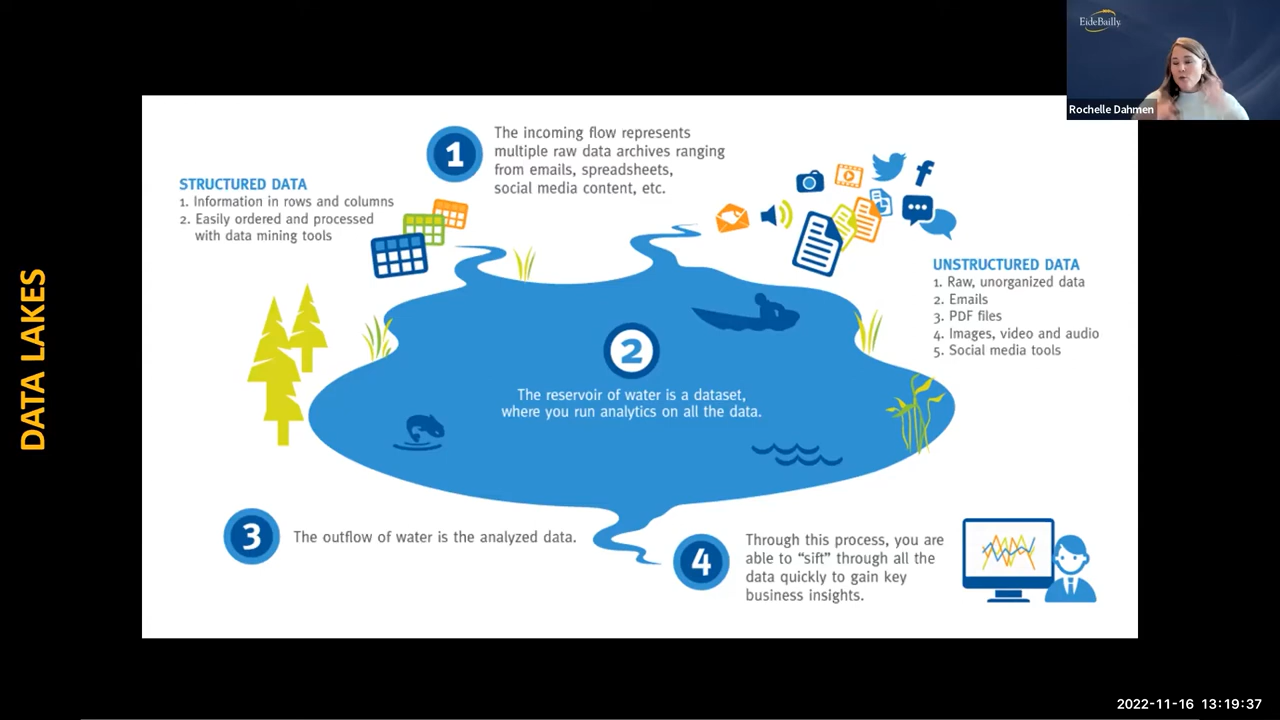 EideBailly
Rochelle Dahmen
DATA LAKES
1
The incoming flow represents
multiple raw data archives ranging
from emails, spreadsheets,
social media content, etc.
STRUCTURED DATA
1. Information in rows and columns
2. Easily ordered and processed
with data mining tools
UNSTRUCTURED DATA
1. Raw, unorganized data
2. Emails
3. PDF files
4. Images, video and audio
5. Social media tools
2
The reservoir of water is a dataset,
where you run analytics on all the data.
3
The outflow of water is the analyzed data.
4
Through this process, you are
able to “sift” through all the
data quickly to gain key
business insights.
2022-11-16 13:19:37